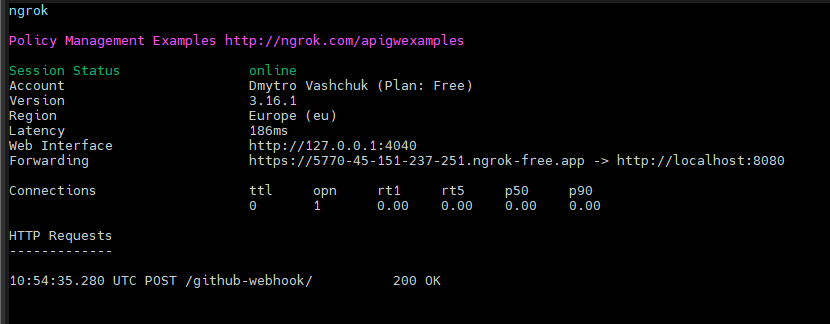 ngrok
Policy Management Examples http://ngrok.com/apigwexamples
Session Status online
Account Dmytro Vashchuk (Plan: Free)
Version 3.16.1
Region Europe (eu)
Latency 186ms
Web Interface http://127.0.0.1:4040
Forwarding https://5770-45-151-237-251.ngrok-free.app -> http://localhost:8080
Connections ttl opn rt1 rt5 p50 p90
0 1 0.00 0.00 0.00 0.00
HTTP Requests
-------------
10:54:35.280 UTC POST /github-webhook/ 200 OK